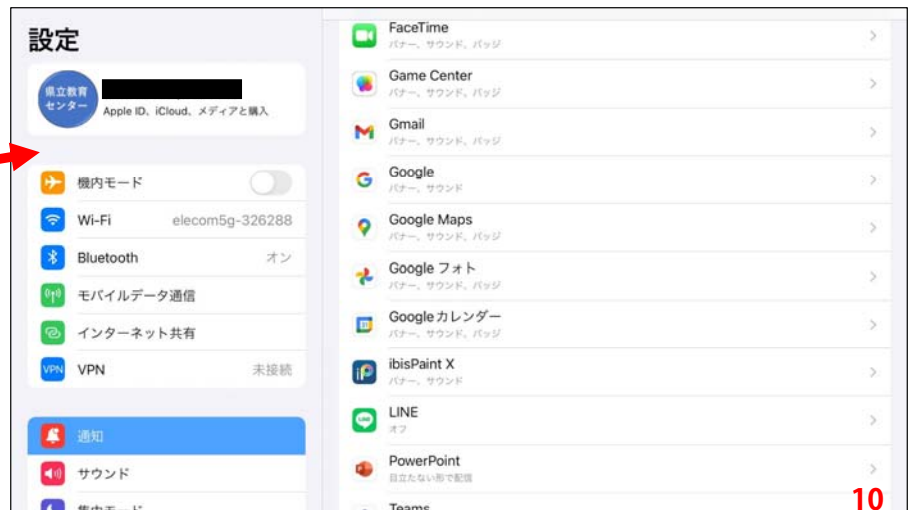 設定
県立教育
センター
Apple ID、iCloud、メディアと購入
機内モード
Wi-Fi elecom5g-326288
Bluetooth オン
モバイルデータ通信
インターネット共有
VPN VPN 未接続
通知
サウンド
集中モード
FaceTime
バナー、サウンド、バッジ
Game Center
バナー、サウンド、バッジ
Gmail
バナー、サウンド、バッジ
Google
バナー、サウンド
Google Maps
バナー、サウンド、バッジ
Google フォト
バナー、サウンド、バッジ
Google カレンダー
バナー、サウンド、バッジ
ibisPaint X
バナー、サウンド
LINE
オフ
PowerPoint
目立たない形で配信
Teams
10